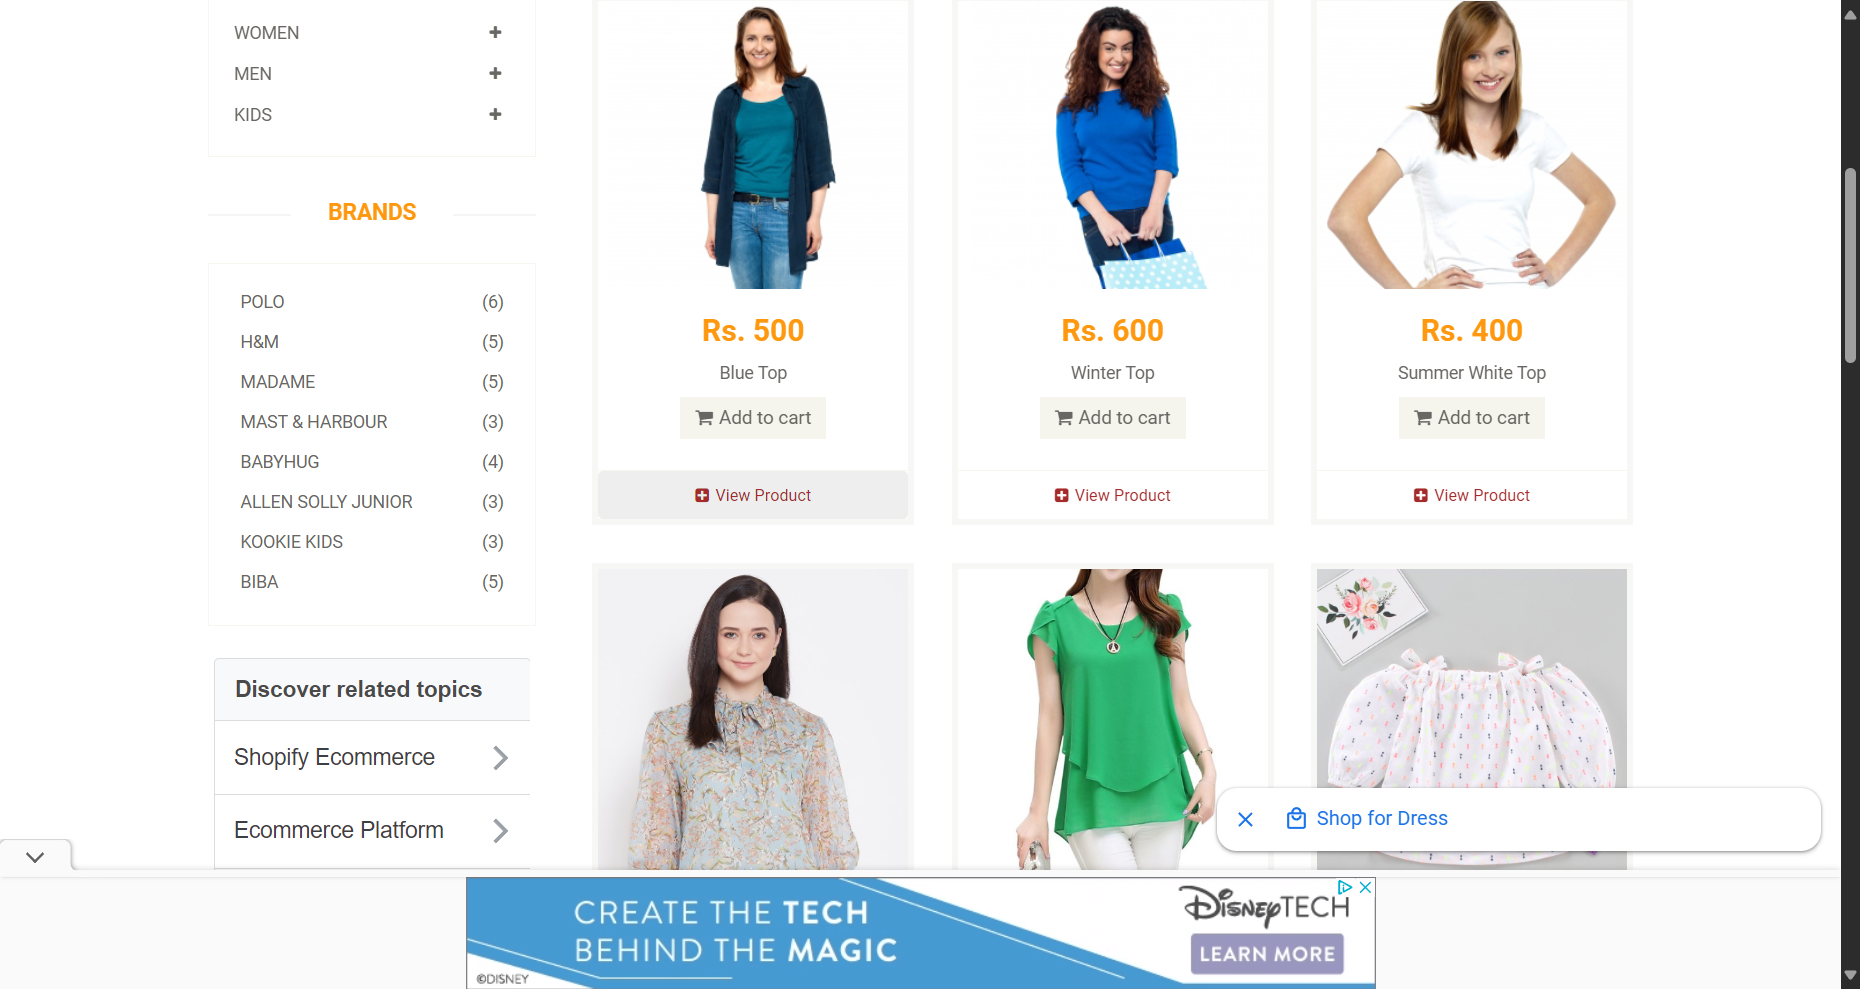 WOMEN
MEN
KIDS
BRANDS
POLO (6)
H&M (5)
MADAME (5)
MAST & HARBOUR (3)
BABYHUG (4)
ALLEN SOLLY JUNIOR (3)
KOOKIE KIDS (3)
BIBA (5)
Discover related topics
Shopify Ecommerce
Ecommerce Platform
Rs. 500
Blue Top
Add to cart
View Product
Rs. 600
Winter Top
Add to cart
View Product
Rs. 400
Summer White Top
Add to cart
View Product
Shop for Dress
CREATE THE TECH
BEHIND THE MAGIC
©DISNEY
DISNEY TECH
LEARN MORE